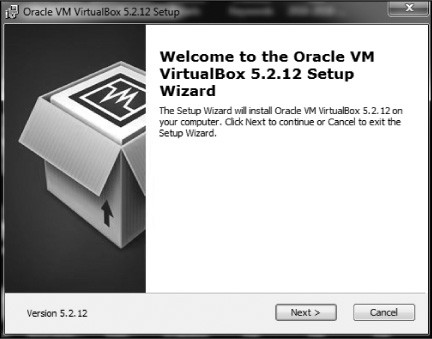 Oracle VM VirtualBox 5.2.12 Setup
Welcome to the Oracle VM
VirtualBox 5.2.12 Setup
Wizard
The Setup Wizard will install Oracle VM VirtualBox 5.2.12 on
your computer. Click Next to continue or Cancel to exit the
Setup Wizard.
Version 5.2.12
Next >
Cancel